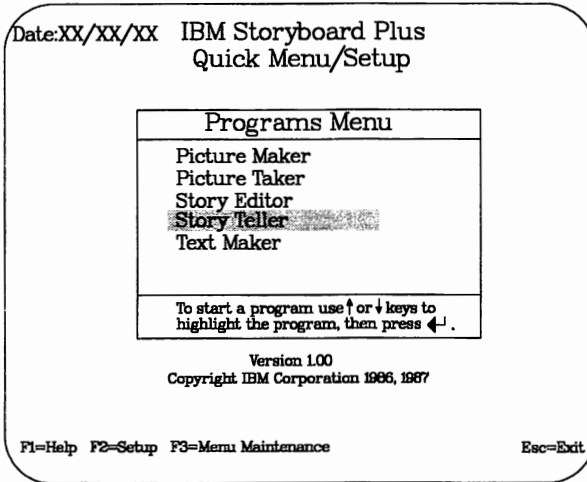 Date:XX/XX/XX IBM Storyboard Plus
Quick Menu/Setup
Programs Menu
Picture Maker
Picture Taker
Story Editor
Story Teller
Text Maker
To start a program use ↑ or ↓ keys to
highlight the program, then press ↵.
Version 1.00
Copyright IBM Corporation 1986, 1987
F1=Help F2=Setup F3=Menu Maintenance Esc=Exit